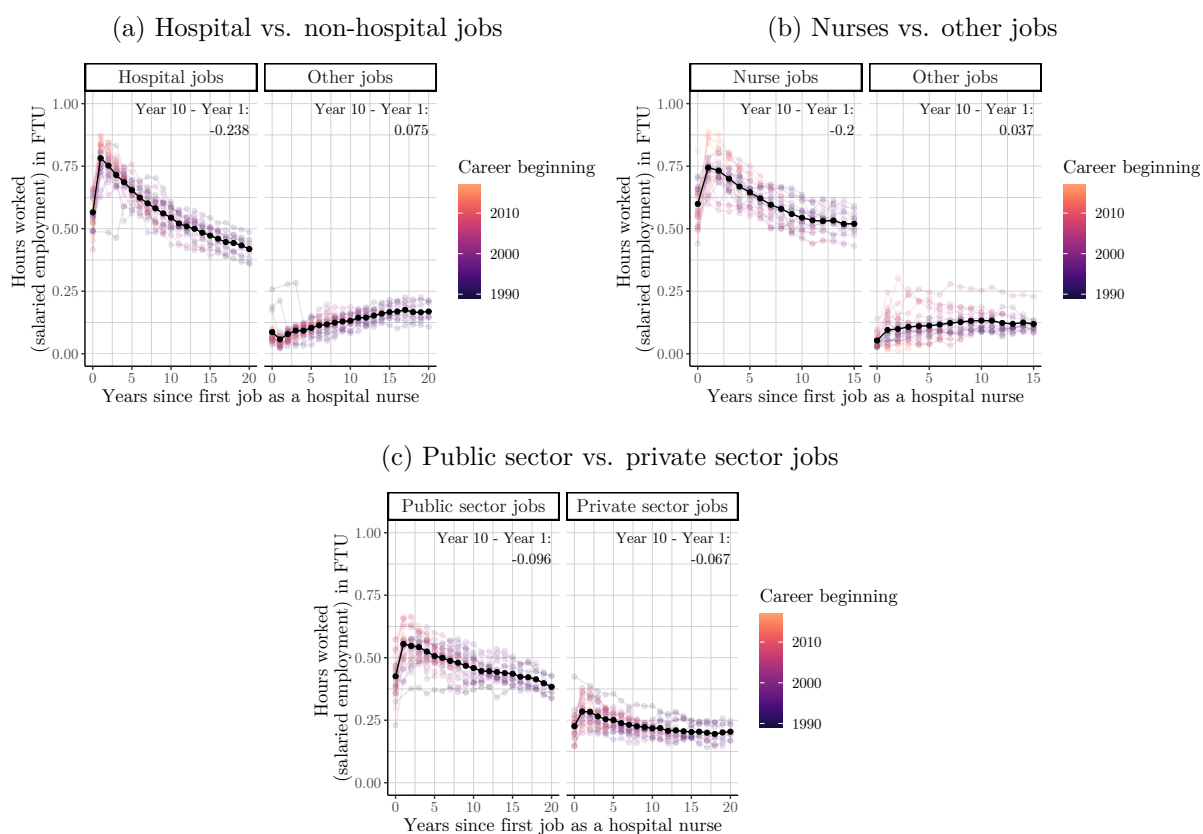 (a) Hospital vs. non-hospital jobs
Hospital jobs
Other jobs
Year 10 - Year 1:
-0.238
Year 10 - Year 1:
0.075
1.00
0.75
0.50
0.25
0.00
Hours worked
(salaried employment) in FTU
0 5 10 15 20
0 5 10 15 20
Years since first job as a hospital nurse
Career beginning
2010
2000
1990
(b) Nurses vs. other jobs
Nurse jobs
Other jobs
Year 10 - Year 1:
-0.2
Year 10 - Year 1:
0.037
1.00
0.75
0.50
0.25
0.00
Hours worked
(salaried employment) in FTU
0 5 10 15
0 5 10 15
Years since first job as a hospital nurse
Career beginning
2010
2000
1990
(c) Public sector vs. private sector jobs
Public sector jobs
Private sector jobs
Year 10 - Year 1:
-0.096
Year 10 - Year 1:
-0.067
1.00
0.75
0.50
0.25
0.00
Hours worked
(salaried employment) in FTU
0 5 10 15 20
0 5 10 15 20
Years since first job as a hospital nurse
Career beginning
2010
2000
1990